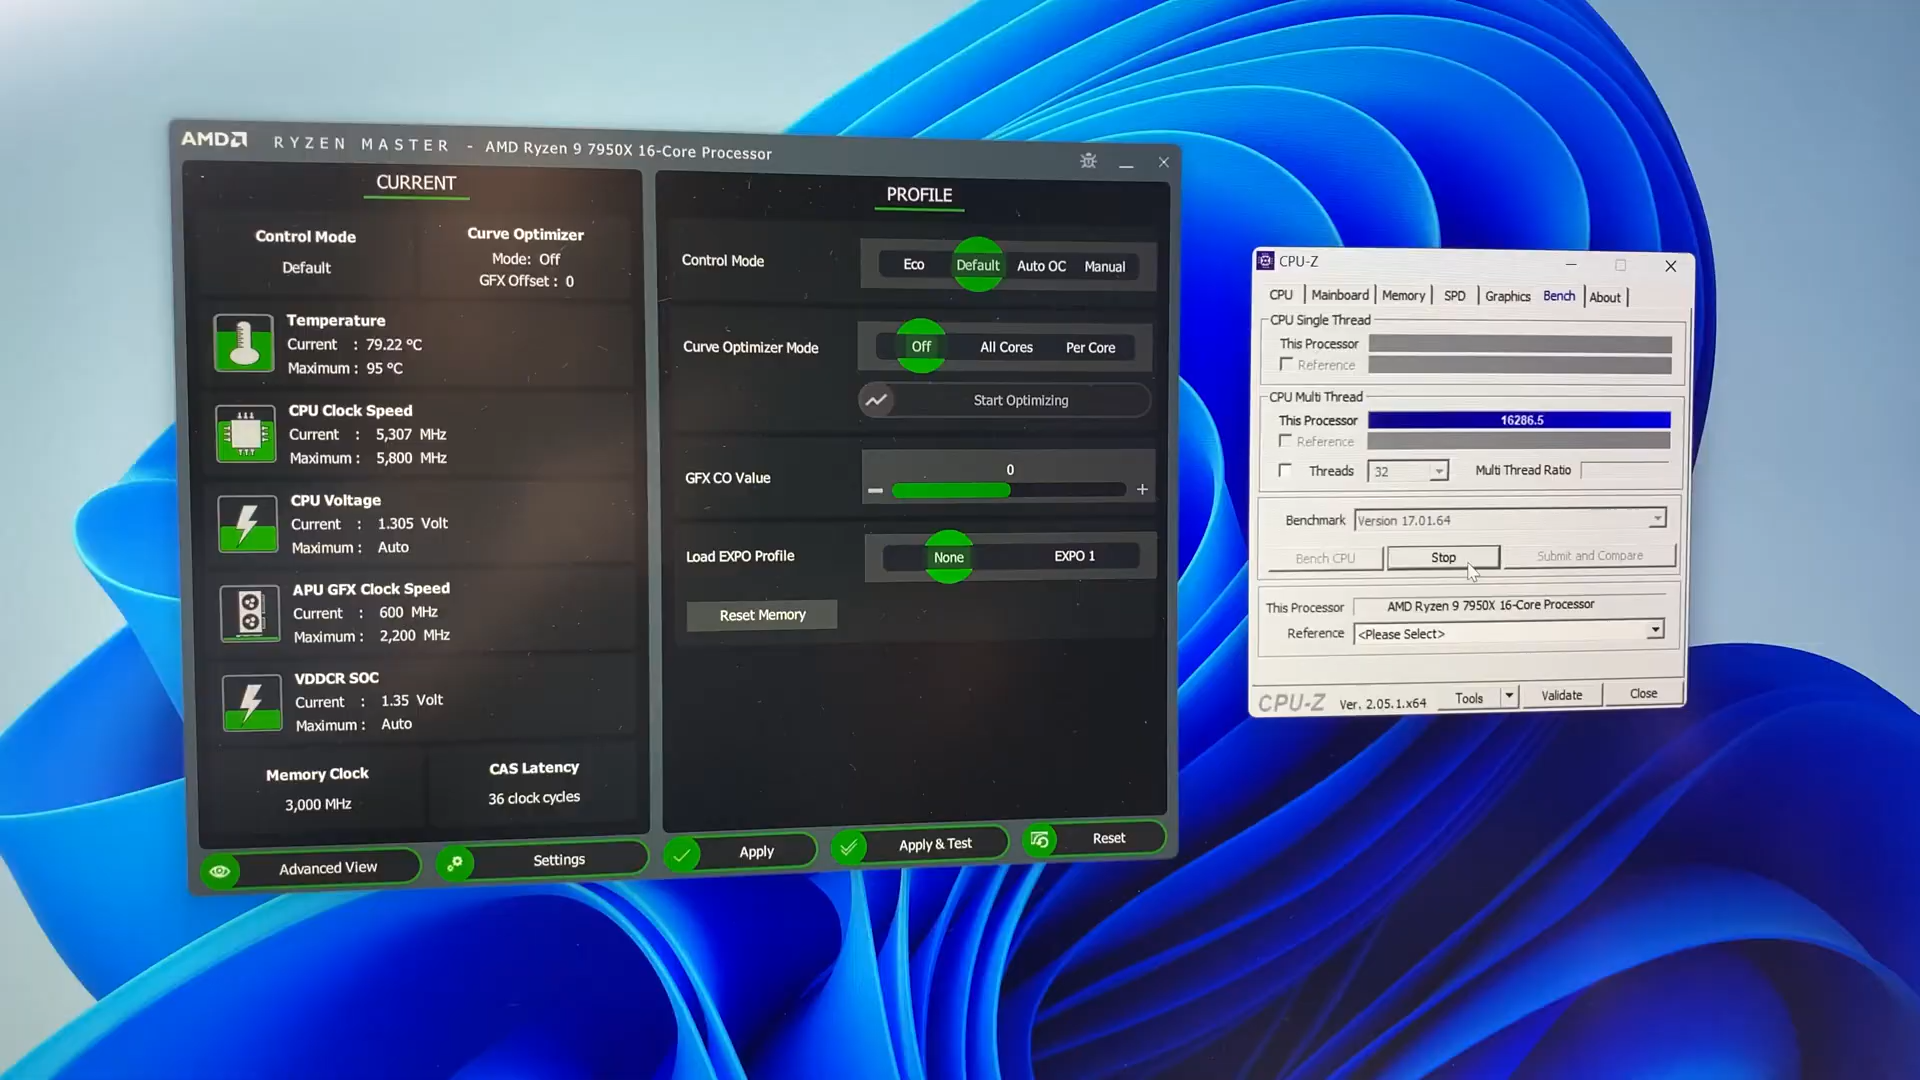 AMD RYZEN MASTER - AMD Ryzen 9 7950X 16-Core Processor
CURRENT
Control Mode
Default
Curve Optimizer
Mode: Off
GFX Offset : 0
Temperature
Current : 79.22 °C
Maximum : 95 °C
CPU Clock Speed
Current : 5,307 MHz
Maximum : 5,800 MHz
CPU Voltage
Current : 1.305 Volt
Maximum : Auto
APU GFX Clock Speed
Current : 600 MHz
Maximum : 2,200 MHz
VDDCR SOC
Current : 1.35 Volt
Maximum : Auto
Memory Clock
3,000 MHz
CAS Latency
36 clock cycles
Advanced View
Settings
PROFILE
Control Mode
Eco Default Auto OC Manual
Curve Optimizer Mode
Off All Cores Per Core
Start Optimizing
GFX CO Value
0
− +
Load EXPO Profile
None EXPO 1
Reset Memory
Apply
Apply & Test
Reset
CPU-Z
CPU Mainboard Memory SPD Graphics Bench About
CPU Single Thread
This Processor
Reference
CPU Multi Thread
This Processor 16286.5
Reference
Threads 32 Multi Thread Ratio
Benchmark Version 17.01.64
Bench CPU Stop Submit and Compare
This Processor AMD Ryzen 9 7950X 16-Core Processor
Reference <Please Select>
CPU-Z Ver. 2.05.1.x64 Tools Validate Close